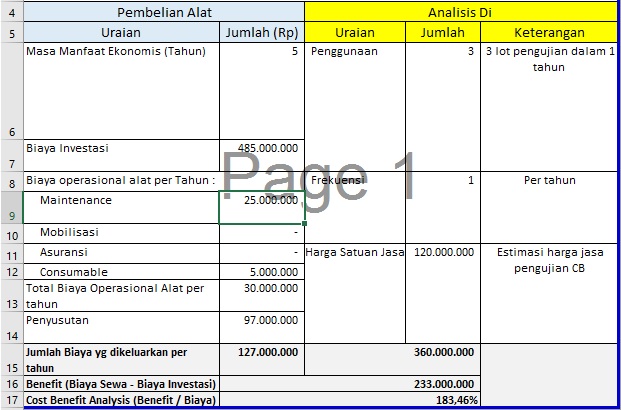 4 Pembelian Alat Analisis Di
5 Uraian Jumlah (Rp) Uraian Jumlah Keterangan
Masa Manfaat Ekonomis (Tahun) 5 Penggunaan 3 3 lot pengujian dalam 1
tahun
6
Biaya Investasi 485.000.000
7
Page 1
8 Biaya operasional alat per Tahun : Frekuensi 1 Per tahun
9 Maintenance 25.000.000
10 Mobilisasi -
11 Asuransi - Harga Satuan Jasa 120.000.000 Estimasi harga jasa
pengujian CB
12 Consumable 5.000.000
Total Biaya Operasional Alat per 30.000.000
13 tahun
Penyusutan 97.000.000
14
Jumlah Biaya yg dikeluarkan per 127.000.000 360.000.000
15 tahun
16 Benefit (Biaya Sewa - Biaya Investasi) 233.000.000
17 Cost Benefit Analysis (Benefit / Biaya) 183,46%